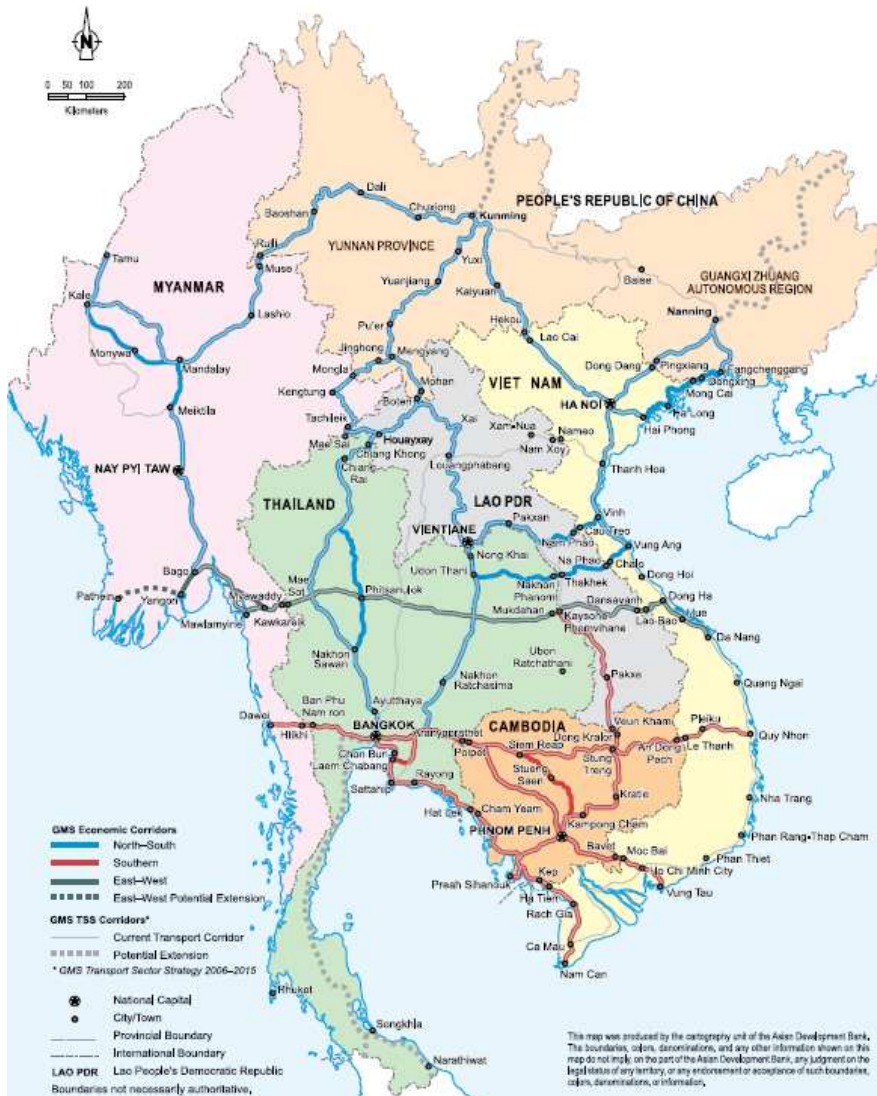 N
0 50 100 200
Kilometers
PEOPLE'S REPUBLIC OF CHINA
YUNNAN PROVINCE
GUANGXI ZHUANG
AUTONOMOUS REGION
MYANMAR
VIET NAM
LAO PDR
THAILAND
CAMBODIA
Dali
Baoshan
Chuxiong
Kunming
Ruili
Muse
Yuxi
Yuanjiang
Kaiyuan
Baise
Nanning
Tamu
Kale
Lashio
Pu'er
Hekou
Lao Cai
Monywa
Mandalay
Jinghong
Mengyang
Mongla
Dong Dang
Pingxiang
Fangchenggang
Dongxing
Mong Cai
Kengtung
Mohan
Boten
HA NOI
Ha Long
Hai Phong
Meiktila
Tachileik
Mae Sai
Xai
Xam-Nua
Nameo
Nam Xoy
Houayxay
Chiang Khong
Chiang
Rai
Louangphabang
Thanh Hoa
NAY PYI TAW
Pakxan
Vinh
VIENTIANE
Nam Phao
Cau Treo
Vung Ang
Nong Khai
Na Phao
Chalo
Udon Thani
Nakhon
Phanom
Thakhek
Dong Hoi
Bago
Pathein
Yangon
Myawaddy
Mae
Sot
Phitsanulok
Mukdahan
Dansavanh
Dong Ha
Mawlamyine
Kawkareik
Kaysone
Phomvihane
Lao-Bao
Hue
Da Nang
Nakhon
Sawan
Ubon
Ratchathani
Pakxe
Quang Ngai
Nakhon
Ratchasima
Ban Phu
Nam ron
Ayutthaya
Dawei
Htikhi
BANGKOK
Aranyaprathet
Poipet
Siem Reap
Dong Kralor
Veun Kham
Pleiku
Quy Nhon
Chon Buri
Laem Chabang
Stung
Treng
An Dong
Pech
Le Thanh
Stueng
Saen
Sattahip
Rayong
Kratie
Nha Trang
Hat Lek
Cham Yeam
Kampong Cham
PHNOM PENH
Bavet
Moc Bai
Phan Rang-Thap Cham
Phan Thiet
Ho Chi Minh City
Preah Sihanouk
Kep
Vung Tau
Ha Tien
Rach Gia
Ca Mau
Nam Can
Phuket
Songkhla
Narathiwat
GMS Economic Corridors
North–South
Southern
East–West
East–West Potential Extension
GMS TSS Corridors*
Current Transport Corridor
Potential Extension
* GMS Transport Sector Strategy 2006–2015
National Capital
City/Town
Provincial Boundary
International Boundary
LAO PDR Lao People's Democratic Republic
Boundaries not necessarily authoritative.
This map was produced by the cartography unit of the Asian Development Bank.
The boundaries, colors, denominations, and any other information shown on this
map do not imply, on the part of the Asian Development Bank, any judgment on the
legal status of any territory, or any endorsement or acceptance of such boundaries,
colors, denominations, or information.